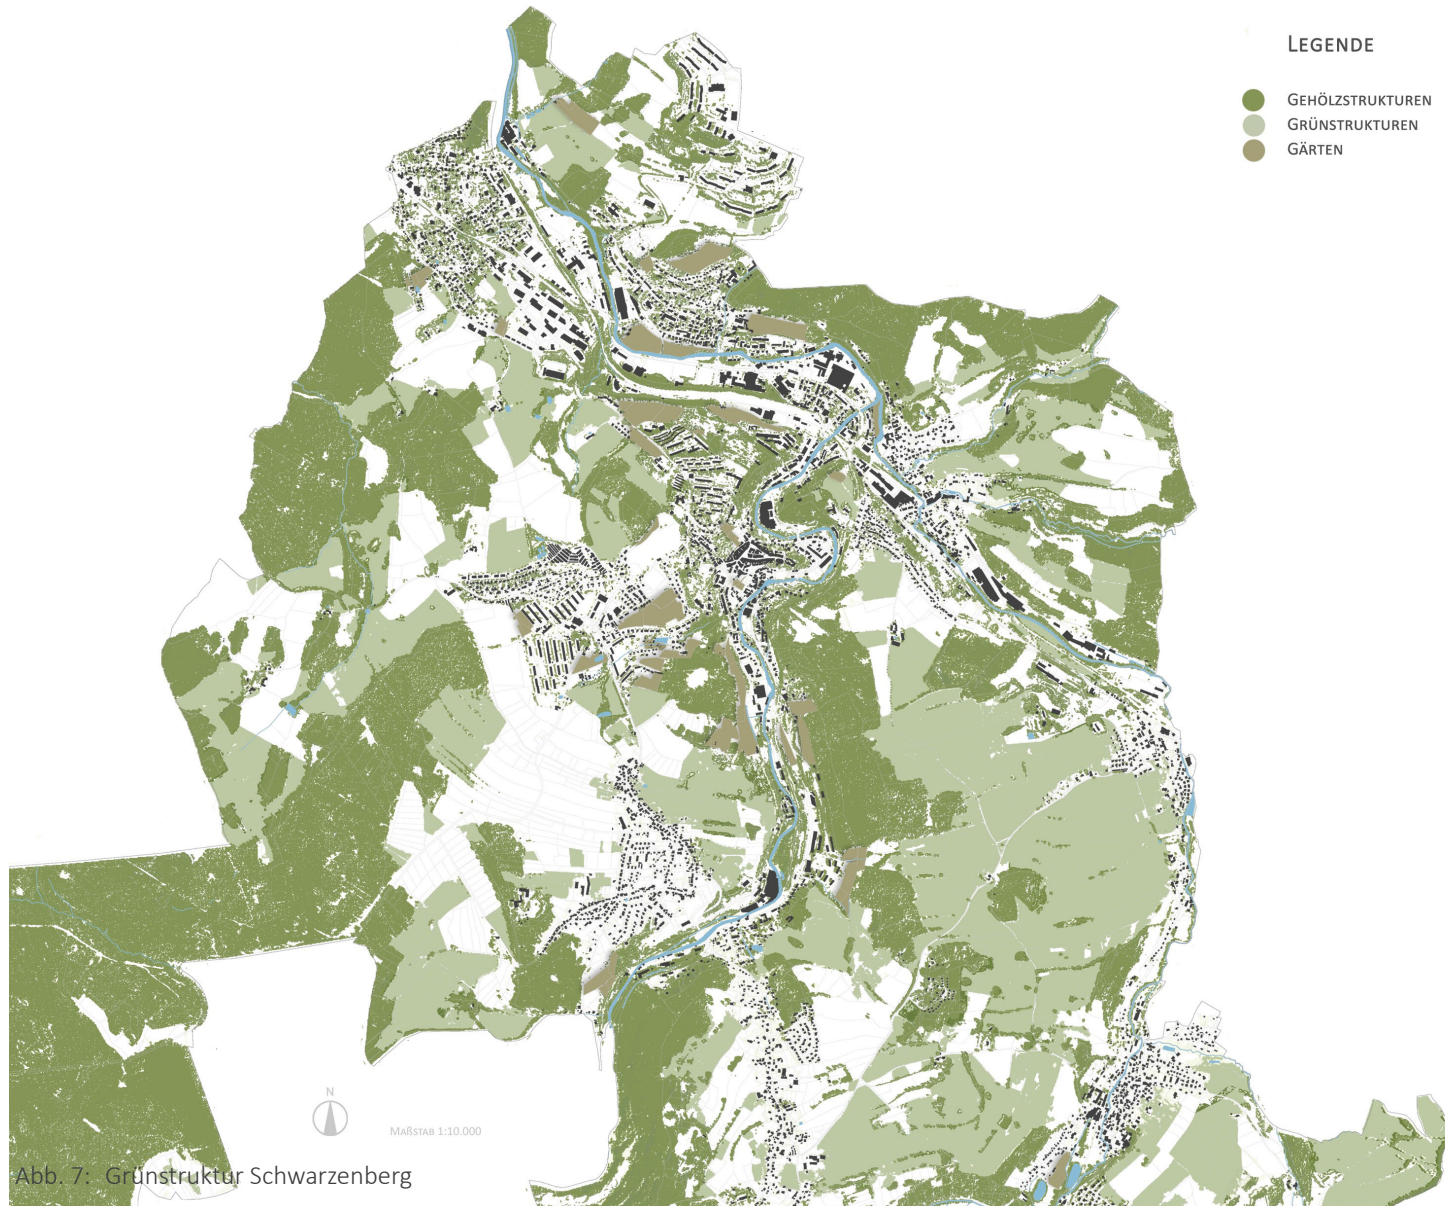 LEGENDE
GEHÖLZSTRUKTUREN
GRÜNSTRUKTUREN
GÄRTEN
N
MAßSTAB 1:10.000
Abb. 7: Grünstruktur Schwarzenberg